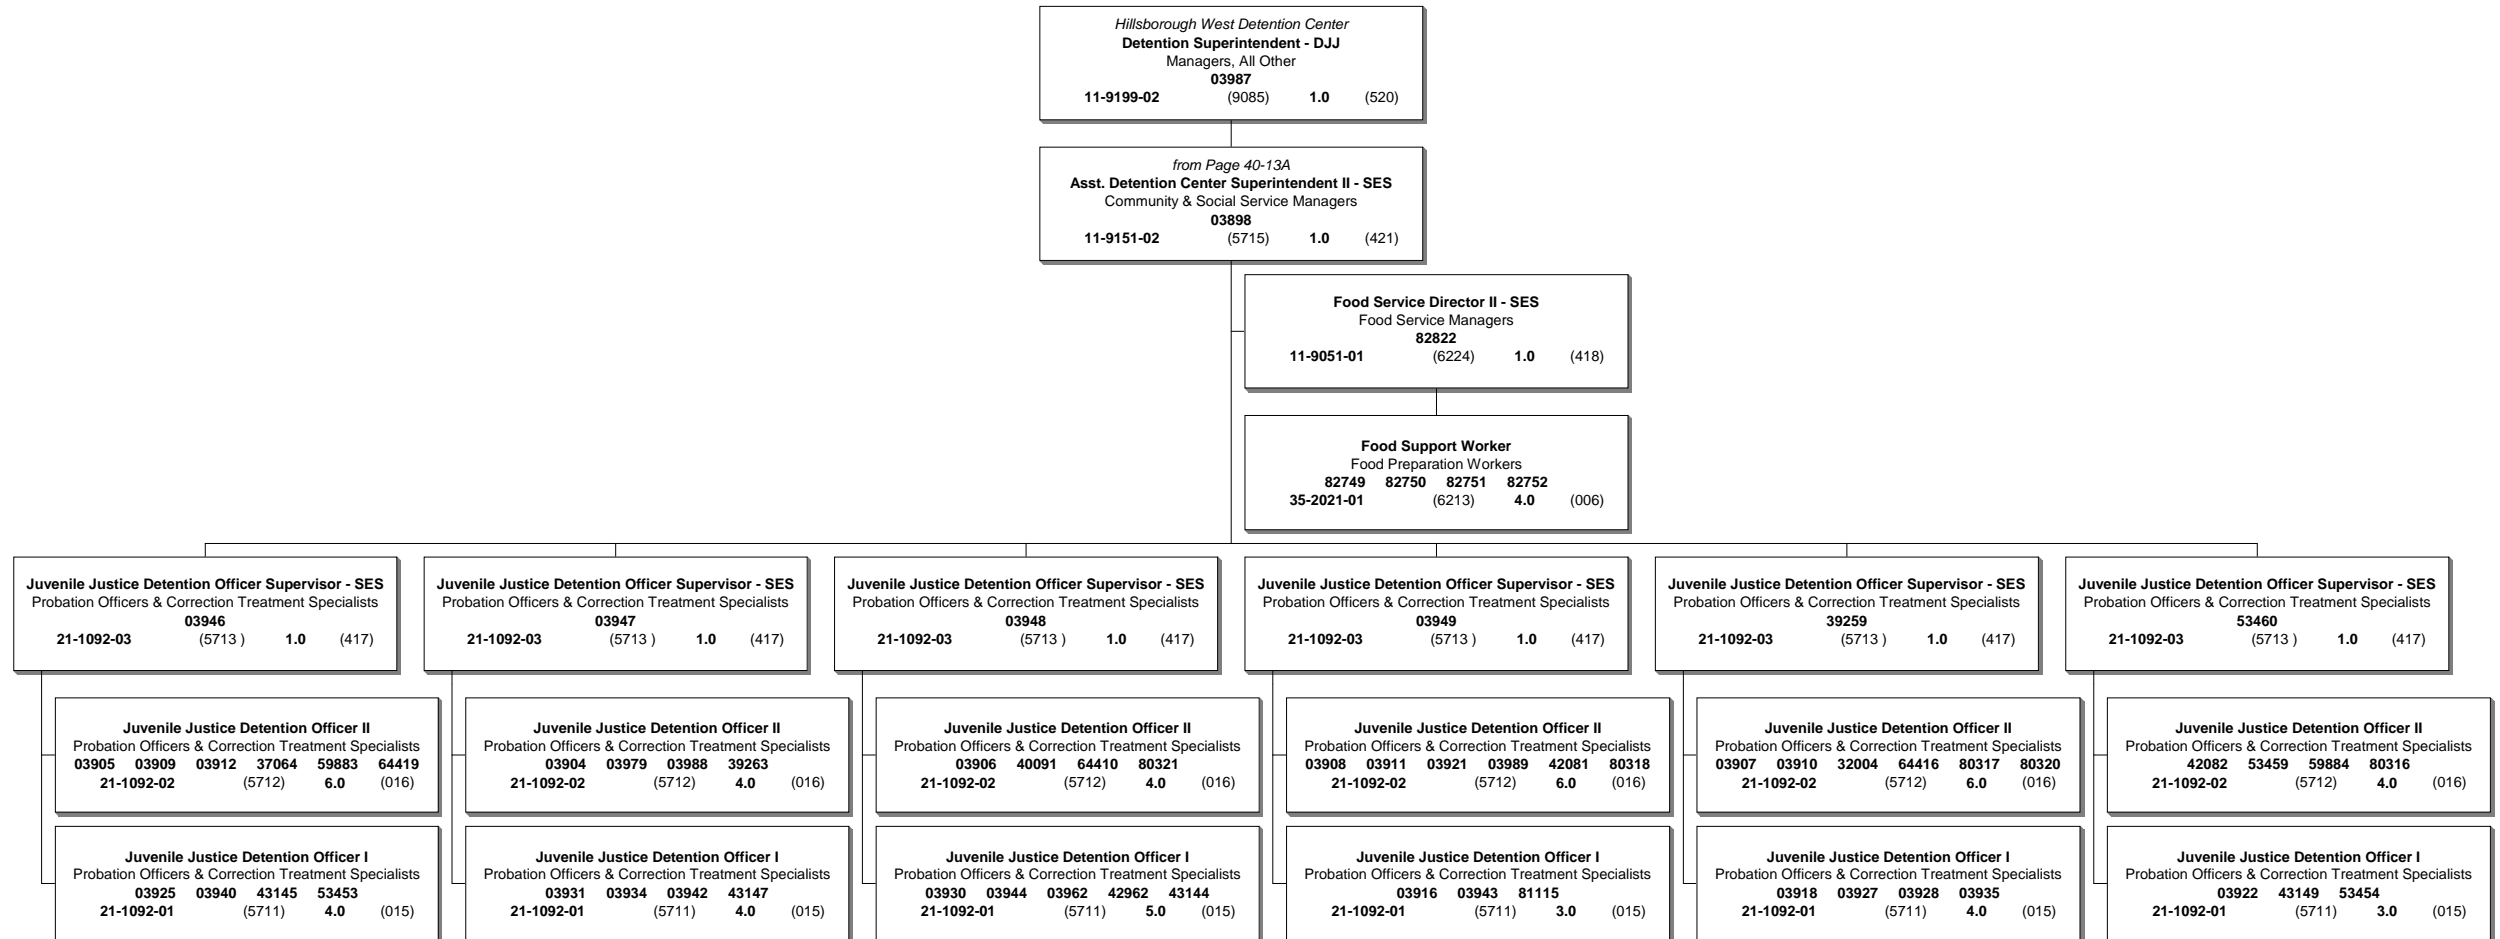 Hillsborough West Detention Center
Detention Superintendent - DJJ
Managers, All Other
03987
11-9199-02 (9085) 1.0 (520)
from Page 40-13A
Asst. Detention Center Superintendent II - SES
Community & Social Service Managers
03898
11-9151-02 (5715) 1.0 (421)
Food Service Director II - SES
Food Service Managers
82822
11-9051-01 (6224) 1.0 (418)
Food Support Worker
Food Preparation Workers
82749 82750 82751 82752
35-2021-01 (6213) 4.0 (006)
Juvenile Justice Detention Officer Supervisor - SES
Probation Officers & Correction Treatment Specialists
03946
21-1092-03 (5713 ) 1.0 (417)
Juvenile Justice Detention Officer II
Probation Officers & Correction Treatment Specialists
03905 03909 03912 37064 59883 64419
21-1092-02 (5712) 6.0 (016)
Juvenile Justice Detention Officer I
Probation Officers & Correction Treatment Specialists
03925 03940 43145 53453
21-1092-01 (5711) 4.0 (015)
Juvenile Justice Detention Officer Supervisor - SES
Probation Officers & Correction Treatment Specialists
03947
21-1092-03 (5713 ) 1.0 (417)
Juvenile Justice Detention Officer II
Probation Officers & Correction Treatment Specialists
03904 03979 03988 39263
21-1092-02 (5712) 4.0 (016)
Juvenile Justice Detention Officer I
Probation Officers & Correction Treatment Specialists
03931 03934 03942 43147
21-1092-01 (5711) 4.0 (015)
Juvenile Justice Detention Officer Supervisor - SES
Probation Officers & Correction Treatment Specialists
03948
21-1092-03 (5713 ) 1.0 (417)
Juvenile Justice Detention Officer II
Probation Officers & Correction Treatment Specialists
03906 40091 64410 80321
21-1092-02 (5712) 4.0 (016)
Juvenile Justice Detention Officer I
Probation Officers & Correction Treatment Specialists
03930 03944 03962 42962 43144
21-1092-01 (5711) 5.0 (015)
Juvenile Justice Detention Officer Supervisor - SES
Probation Officers & Correction Treatment Specialists
03949
21-1092-03 (5713 ) 1.0 (417)
Juvenile Justice Detention Officer II
Probation Officers & Correction Treatment Specialists
03908 03911 03921 03989 42081 80318
21-1092-02 (5712) 6.0 (016)
Juvenile Justice Detention Officer I
Probation Officers & Correction Treatment Specialists
03916 03943 81115
21-1092-01 (5711) 3.0 (015)
Juvenile Justice Detention Officer Supervisor - SES
Probation Officers & Correction Treatment Specialists
39259
21-1092-03 (5713 ) 1.0 (417)
Juvenile Justice Detention Officer II
Probation Officers & Correction Treatment Specialists
03907 03910 32004 64416 80317 80320
21-1092-02 (5712) 6.0 (016)
Juvenile Justice Detention Officer I
Probation Officers & Correction Treatment Specialists
03918 03927 03928 03935
21-1092-01 (5711) 4.0 (015)
Juvenile Justice Detention Officer Supervisor - SES
Probation Officers & Correction Treatment Specialists
53460
21-1092-03 (5713 ) 1.0 (417)
Juvenile Justice Detention Officer II
Probation Officers & Correction Treatment Specialists
42082 53459 59884 80316
21-1092-02 (5712) 4.0 (016)
Juvenile Justice Detention Officer I
Probation Officers & Correction Treatment Specialists
03922 43149 53454
21-1092-01 (5711) 3.0 (015)